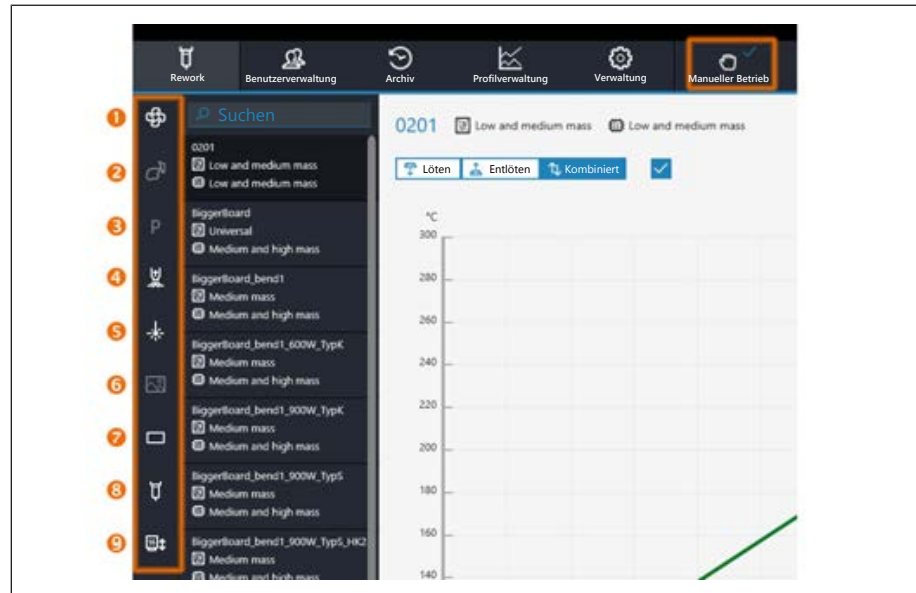 Rework
Benutzerverwaltung
Archiv
Profilverwaltung
Verwaltung
Manueller Betrieb
1
2
3
P
4
5
6
7
8
9
Suchen
0201
Low and medium mass
Low and medium mass
BiggerBoard
Universal
Medium and high mass
BiggerBoard_bend1
Medium mass
Medium and high mass
BiggerBoard_bend1_600W_TypK
Medium mass
Medium and high mass
BiggerBoard_bend1_900W_TypK
Medium mass
Medium and high mass
BiggerBoard_bend1_900W_TypS
Medium mass
Medium and high mass
BiggerBoard_bend1_900W_TypS_HK2
Medium mass
Medium and high mass
0201 Low and medium mass Low and medium mass
Löten Entlöten Kombiniert
°C
300
280
260
240
220
200
180
160
140